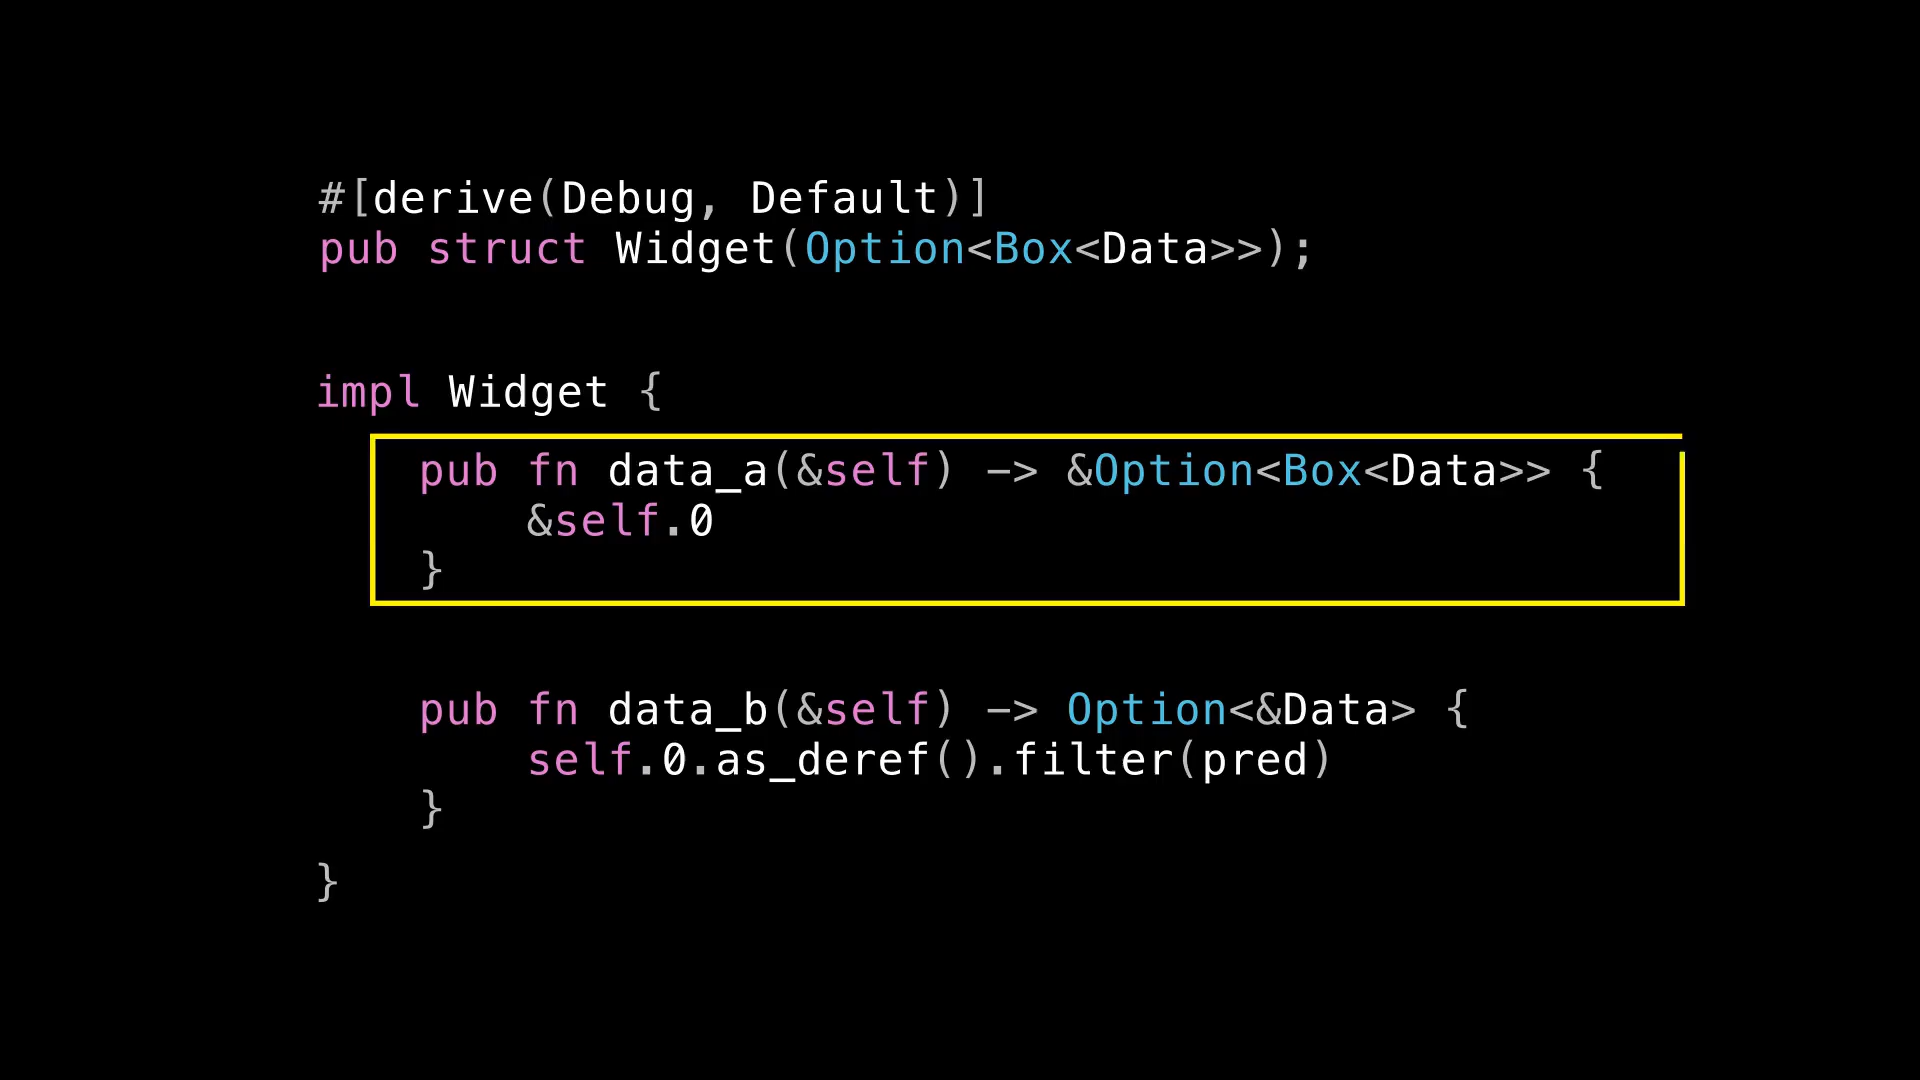 #[derive(Debug, Default)]
pub struct Widget(Option<Box<Data>>);
impl Widget {
pub fn data_a(&self) -> &Option<Box<Data>> {
&self.0
}
pub fn data_b(&self) -> Option<&Data> {
self.0.as_deref().filter(pred)
}
}